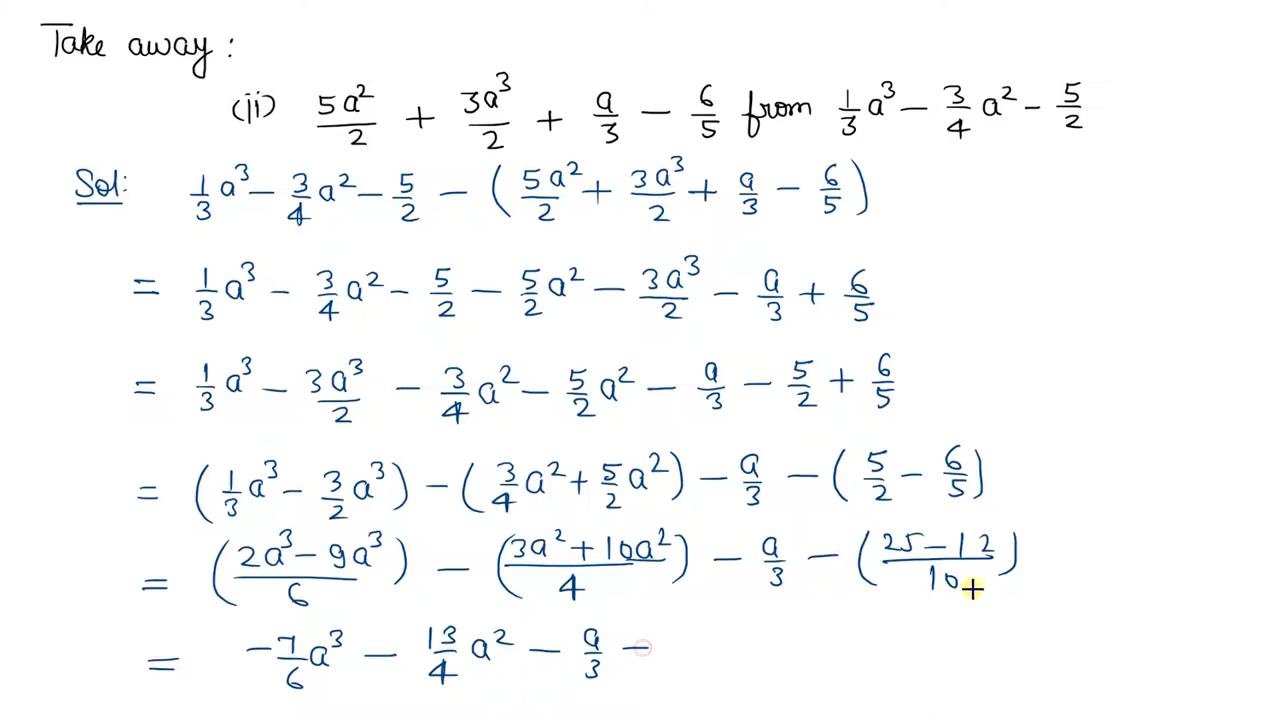 Take away :
(ii) 5a²/2 + 3a³/2 + a/3 − 6/5 from 1/3 a³ − 3/4 a² − 5/2
Sol: 1/3 a³ − 3/4 a² − 5/2 − (5a²/2 + 3a³/2 + a/3 − 6/5)
= 1/3 a³ − 3/4 a² − 5/2 − 5/2 a² − 3a³/2 − a/3 + 6/5
= 1/3 a³ − 3a³/2 − 3/4 a² − 5/2 a² − a/3 − 5/2 + 6/5
= (1/3 a³ − 3/2 a³) − (3/4 a² + 5/2 a²) − a/3 − (5/2 − 6/5)
= (2a³ − 9a³/6) − (3a² + 10a²/4) − a/3 − (25 − 12/10)
= −7/6 a³ − 13/4 a² − a/3 −